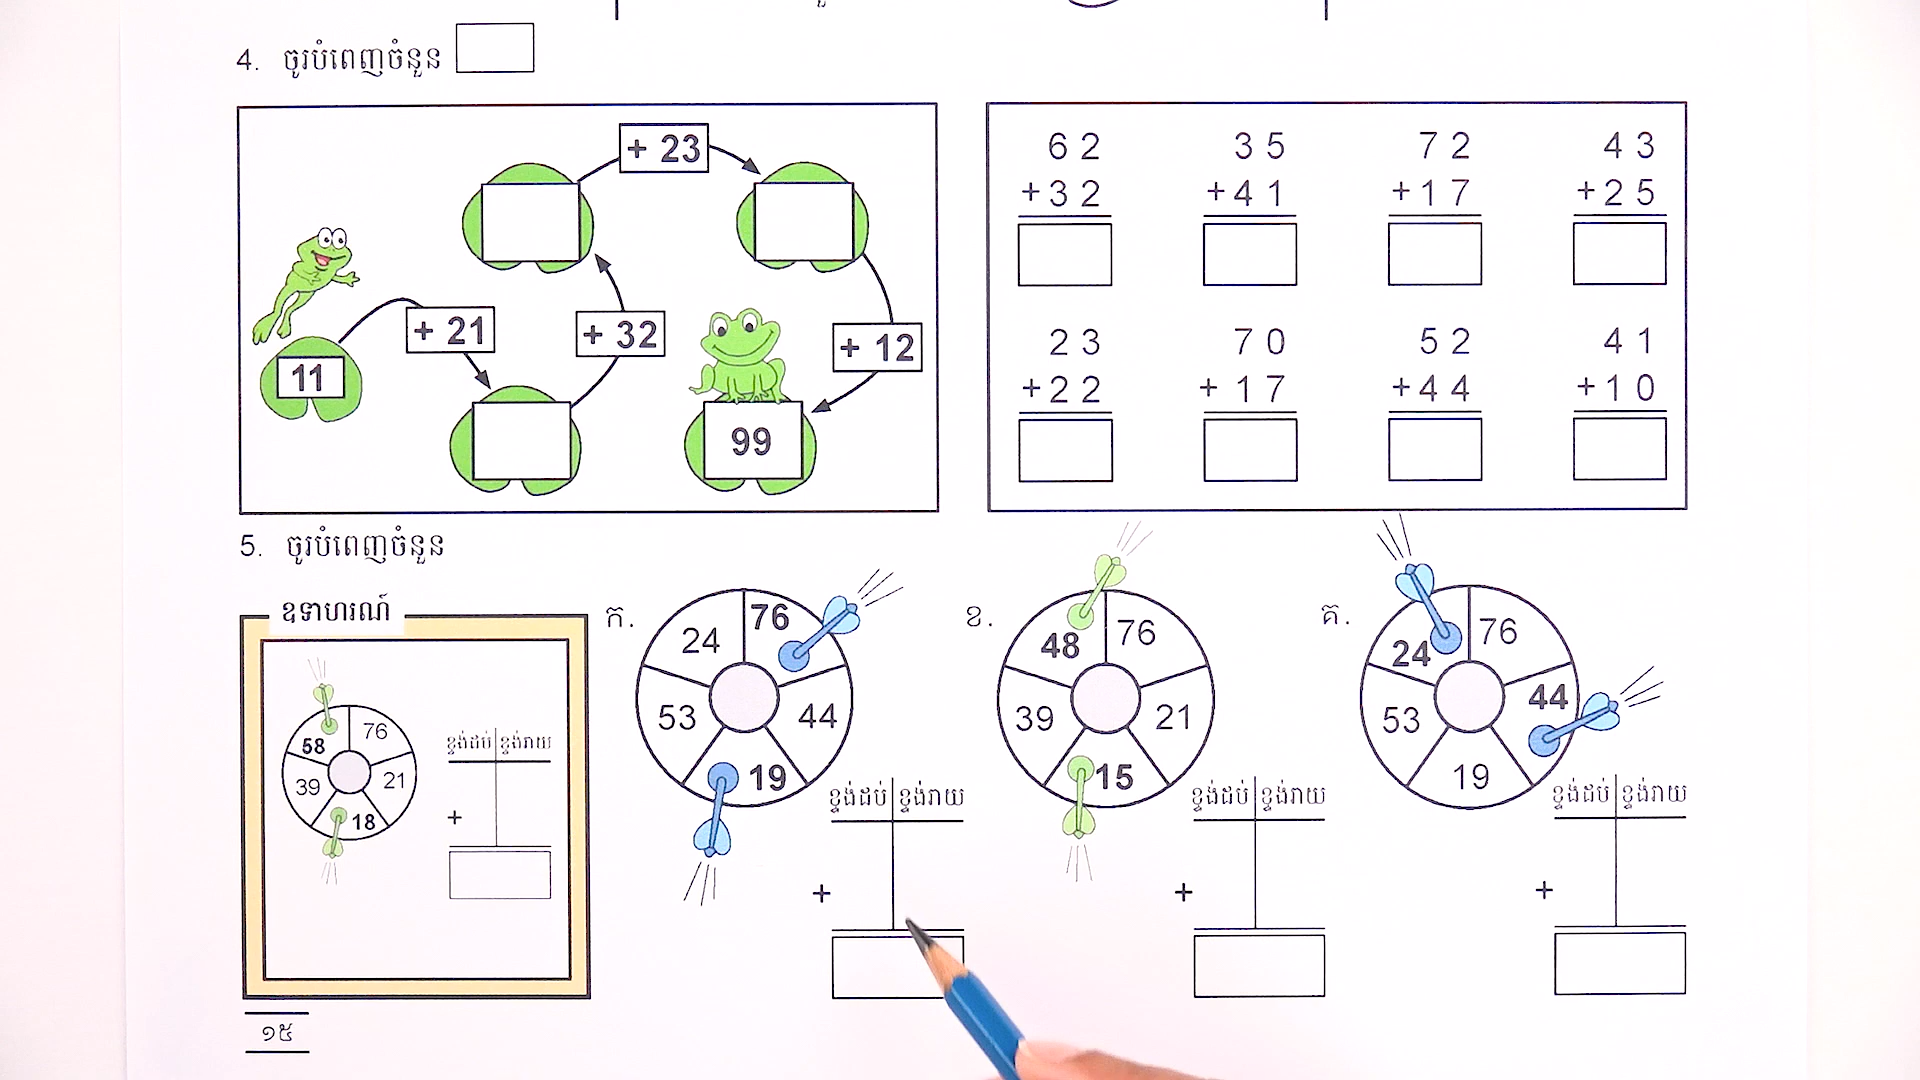 4. ចូរបំពេញចំនួន
+ 23
+ 21
+ 32
+ 12
11
99
62 35 72 43
+32 +41 +17 +25
23 70 52 41
+22 +17 +44 +10
5. ចូរបំពេញចំនួន
ឧទាហរណ៍
58 76 39 21 18
ខ្ទង់ដប់ ខ្ទង់រាយ
+
ក.
24 76 53 44 19
ខ្ទង់ដប់ ខ្ទង់រាយ
+
ខ.
48 76 39 21 15
ខ្ទង់ដប់ ខ្ទង់រាយ
+
គ.
24 76 53 44 19
ខ្ទង់ដប់ ខ្ទង់រាយ
+
១៥